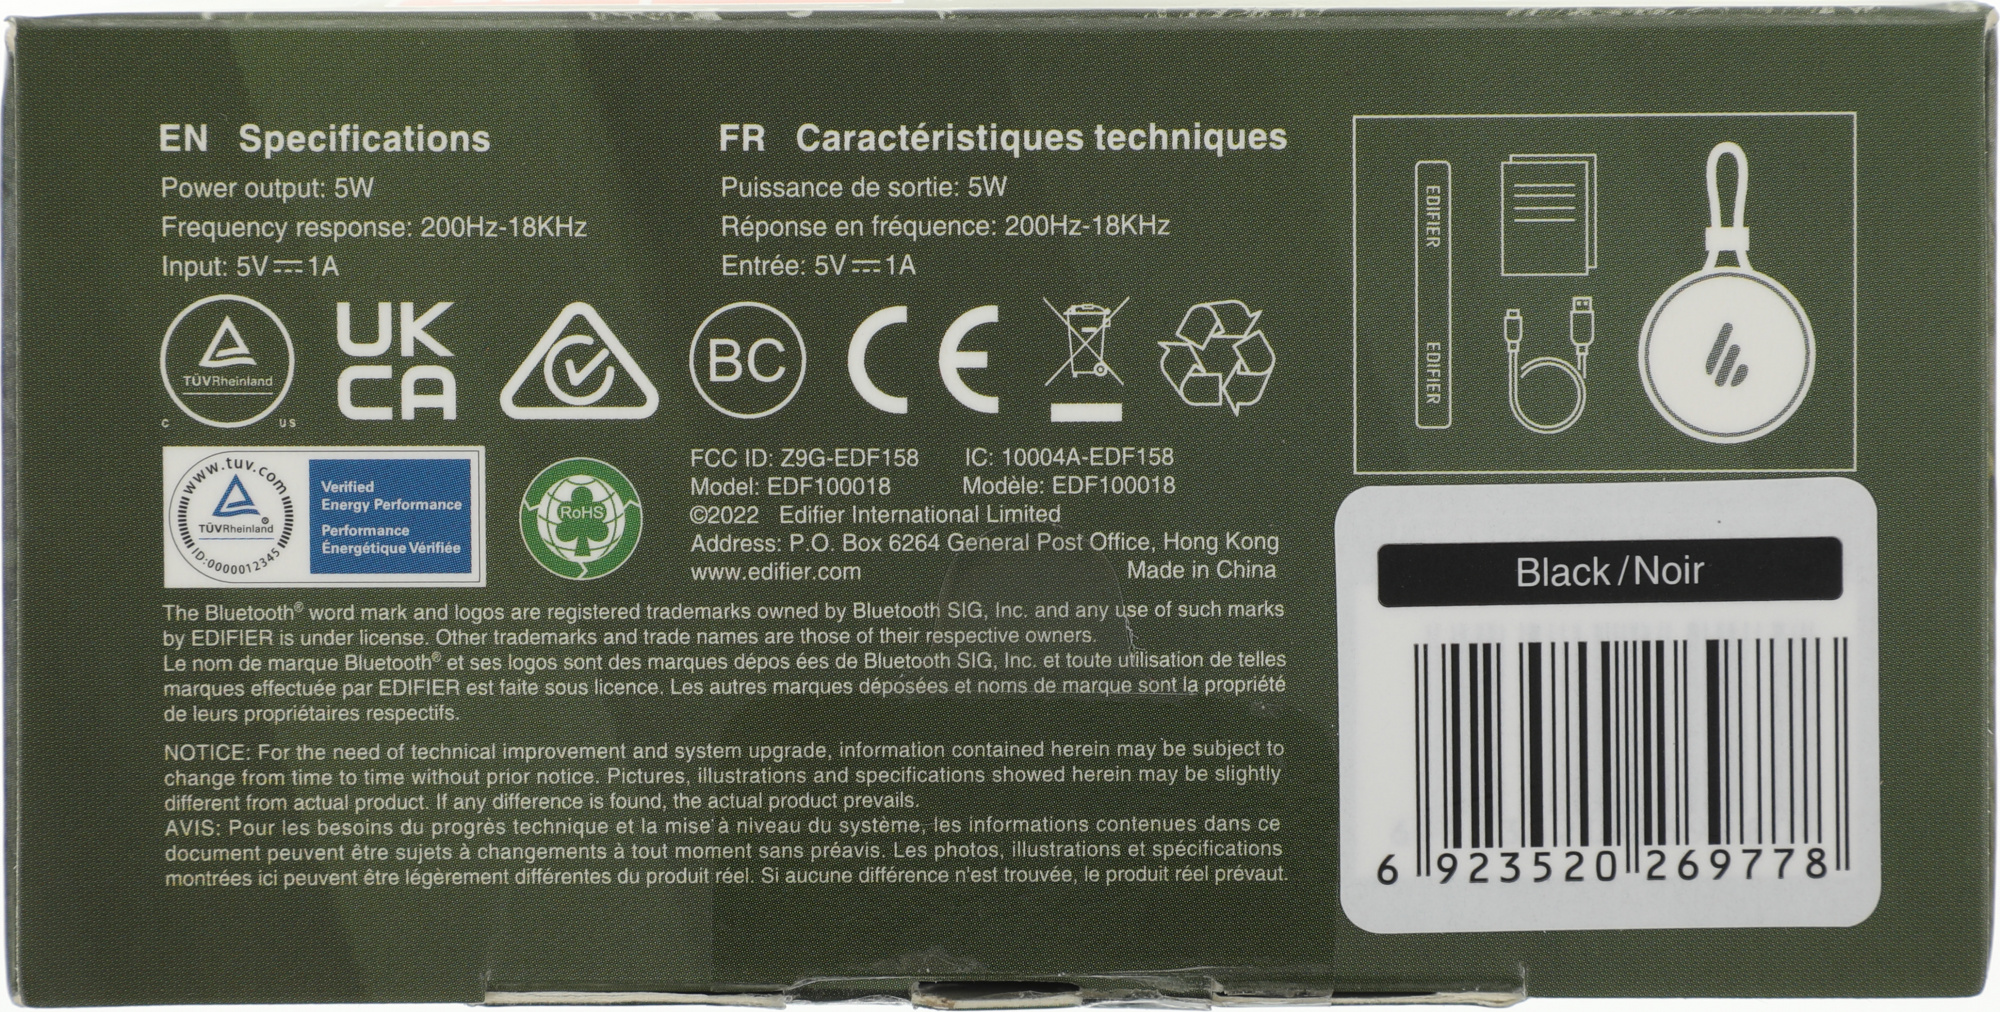 EN Specifications
Power output: 5W
Frequency response: 200Hz-18KHz
Input: 5V⎓1A
FR Caractéristiques techniques
Puissance de sortie: 5W
Réponse en fréquence: 200Hz-18KHz
Entrée: 5V⎓1A
EDIFIER
EDIFIER
TÜVRheinland
C US
UK
CA
BC
CE
www.tuv.com
TÜVRheinland®
ID:0000012345
Verified
Energy Performance
Performance
Énergétique Vérifiée
RoHS
FCC ID: Z9G-EDF158 IC: 10004A-EDF158
Model: EDF100018 Modèle: EDF100018
©2022 Edifier International Limited
Address: P.O. Box 6264 General Post Office, Hong Kong
www.edifier.com Made in China
The Bluetooth® word mark and logos are registered trademarks owned by Bluetooth SIG, Inc. and any use of such marks
by EDIFIER is under license. Other trademarks and trade names are those of their respective owners.
Le nom de marque Bluetooth® et ses logos sont des marques dépos ées de Bluetooth SIG, Inc. et toute utilisation de telles
marques effectuée par EDIFIER est faite sous licence. Les autres marques déposées et noms de marque sont la propriété
de leurs propriétaires respectifs.
NOTICE: For the need of technical improvement and system upgrade, information contained herein may be subject to
change from time to time without prior notice. Pictures, illustrations and specifications showed herein may be slightly
different from actual product. If any difference is found, the actual product prevails.
AVIS: Pour les besoins du progrès technique et la mise à niveau du système, les informations contenues dans ce
document peuvent être sujets à changements à tout moment sans préavis. Les photos, illustrations et spécifications
montrées ici peuvent être légèrement différentes du produit réel. Si aucune différence n'est trouvée, le produit réel prévaut.
Black/Noir
6 923520 269778